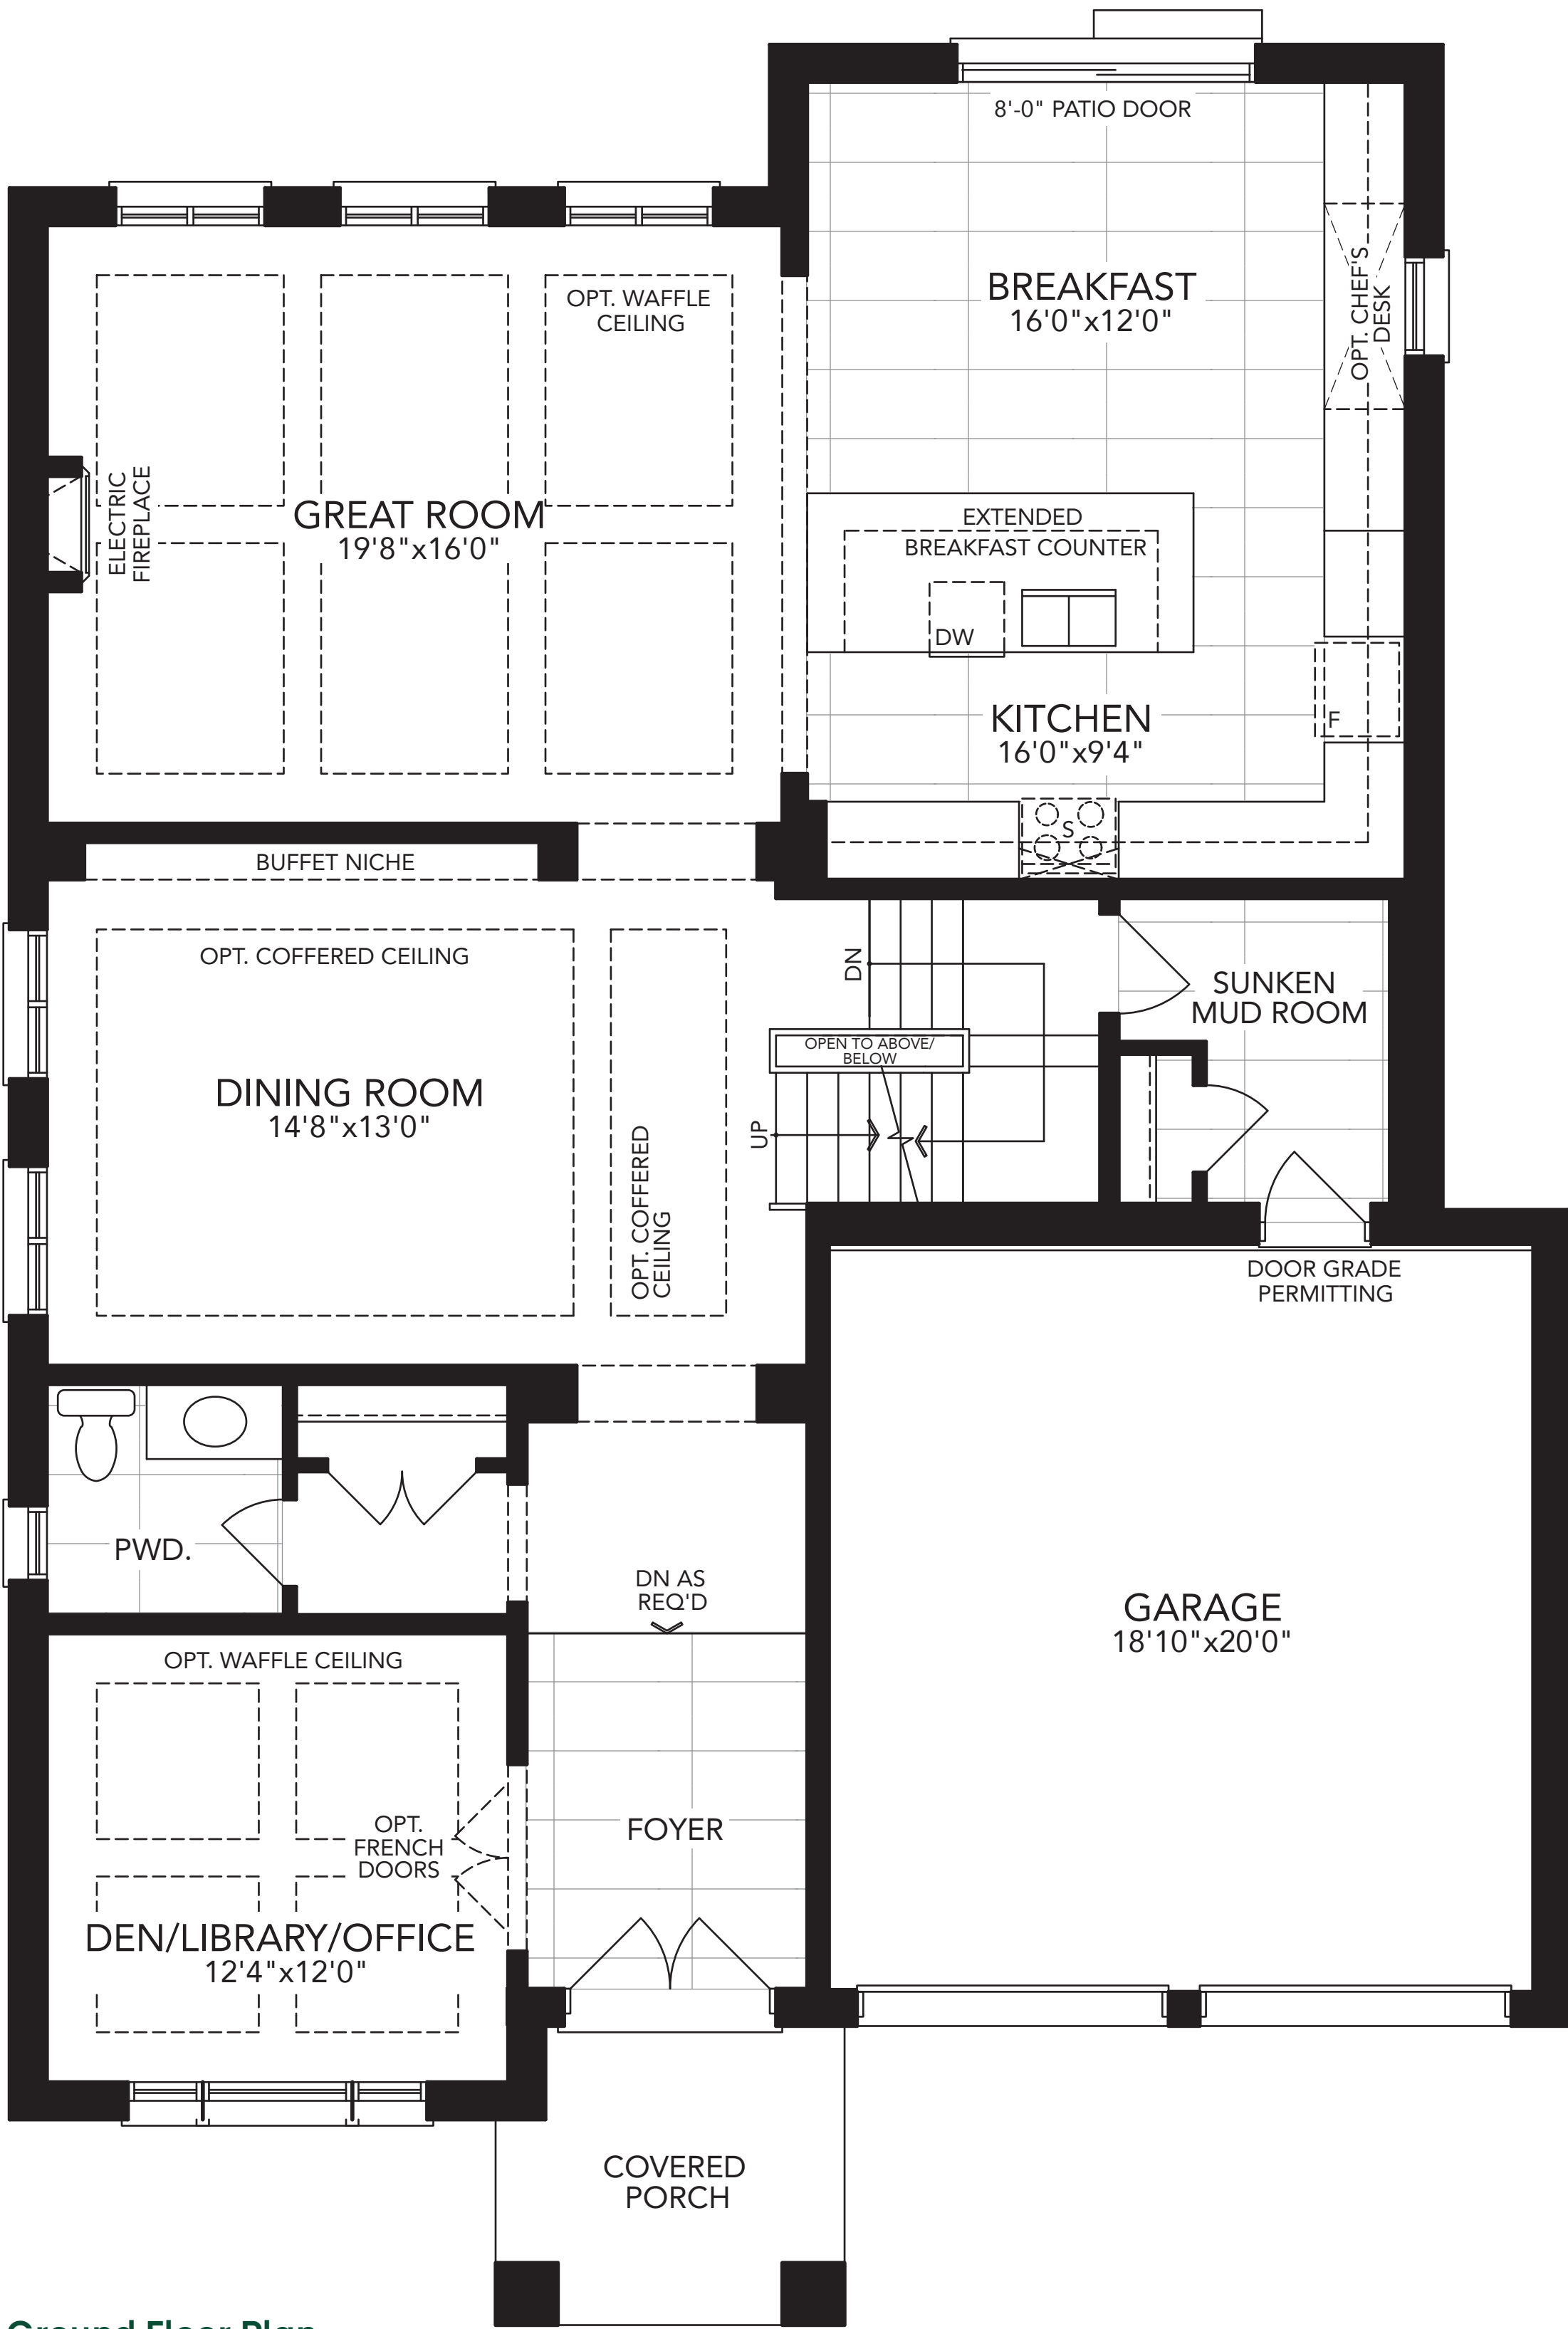 8'-0" PATIO DOOR
OPT. WAFFLE
CEILING
BREAKFAST
16'0"x12'0"
OPT. CHEF'S
DESK
ELECTRIC
FIREPLACE
GREAT ROOM
19'8"x16'0"
EXTENDED
BREAKFAST COUNTER
DW
KITCHEN
16'0"x9'4"
F
S
BUFFET NICHE
OPT. COFFERED CEILING
DN
SUNKEN
MUD ROOM
OPEN TO ABOVE/
BELOW
DINING ROOM
14'8"x13'0"
UP
OPT. COFFERED
CEILING
DOOR GRADE
PERMITTING
PWD.
DN AS
REQ'D
GARAGE
18'10"x20'0"
OPT. WAFFLE CEILING
OPT.
FRENCH
DOORS
FOYER
DEN/LIBRARY/OFFICE
12'4"x12'0"
COVERED
PORCH
Ground Floor Plan